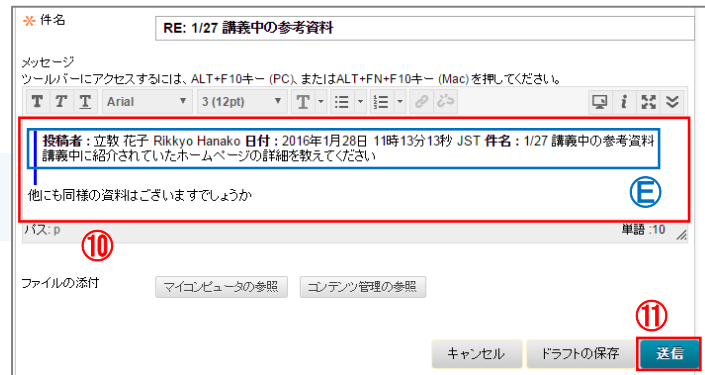 * 件名
RE: 1/27 講義中の参考資料
メッセージ
ツールバーにアクセスするには、ALT+F10キー (PC)、またはALT+FN+F10キー (Mac)を押してください。
T T T Arial 3 (12pt) T
投稿者：立教 花子 Rikkyo Hanako 日付：2016年1月28日 11時13分13秒 JST 件名：1/27 講義中の参考資料
講義中に紹介されていたホームページの詳細を教えてください
Ⓔ
他にも同様の資料はございますでしょうか
パス: p
単語 :10
⑩
ファイルの添付
マイコンピュータの参照 コンテンツ管理の参照
⑪
キャンセル ドラフトの保存 送信